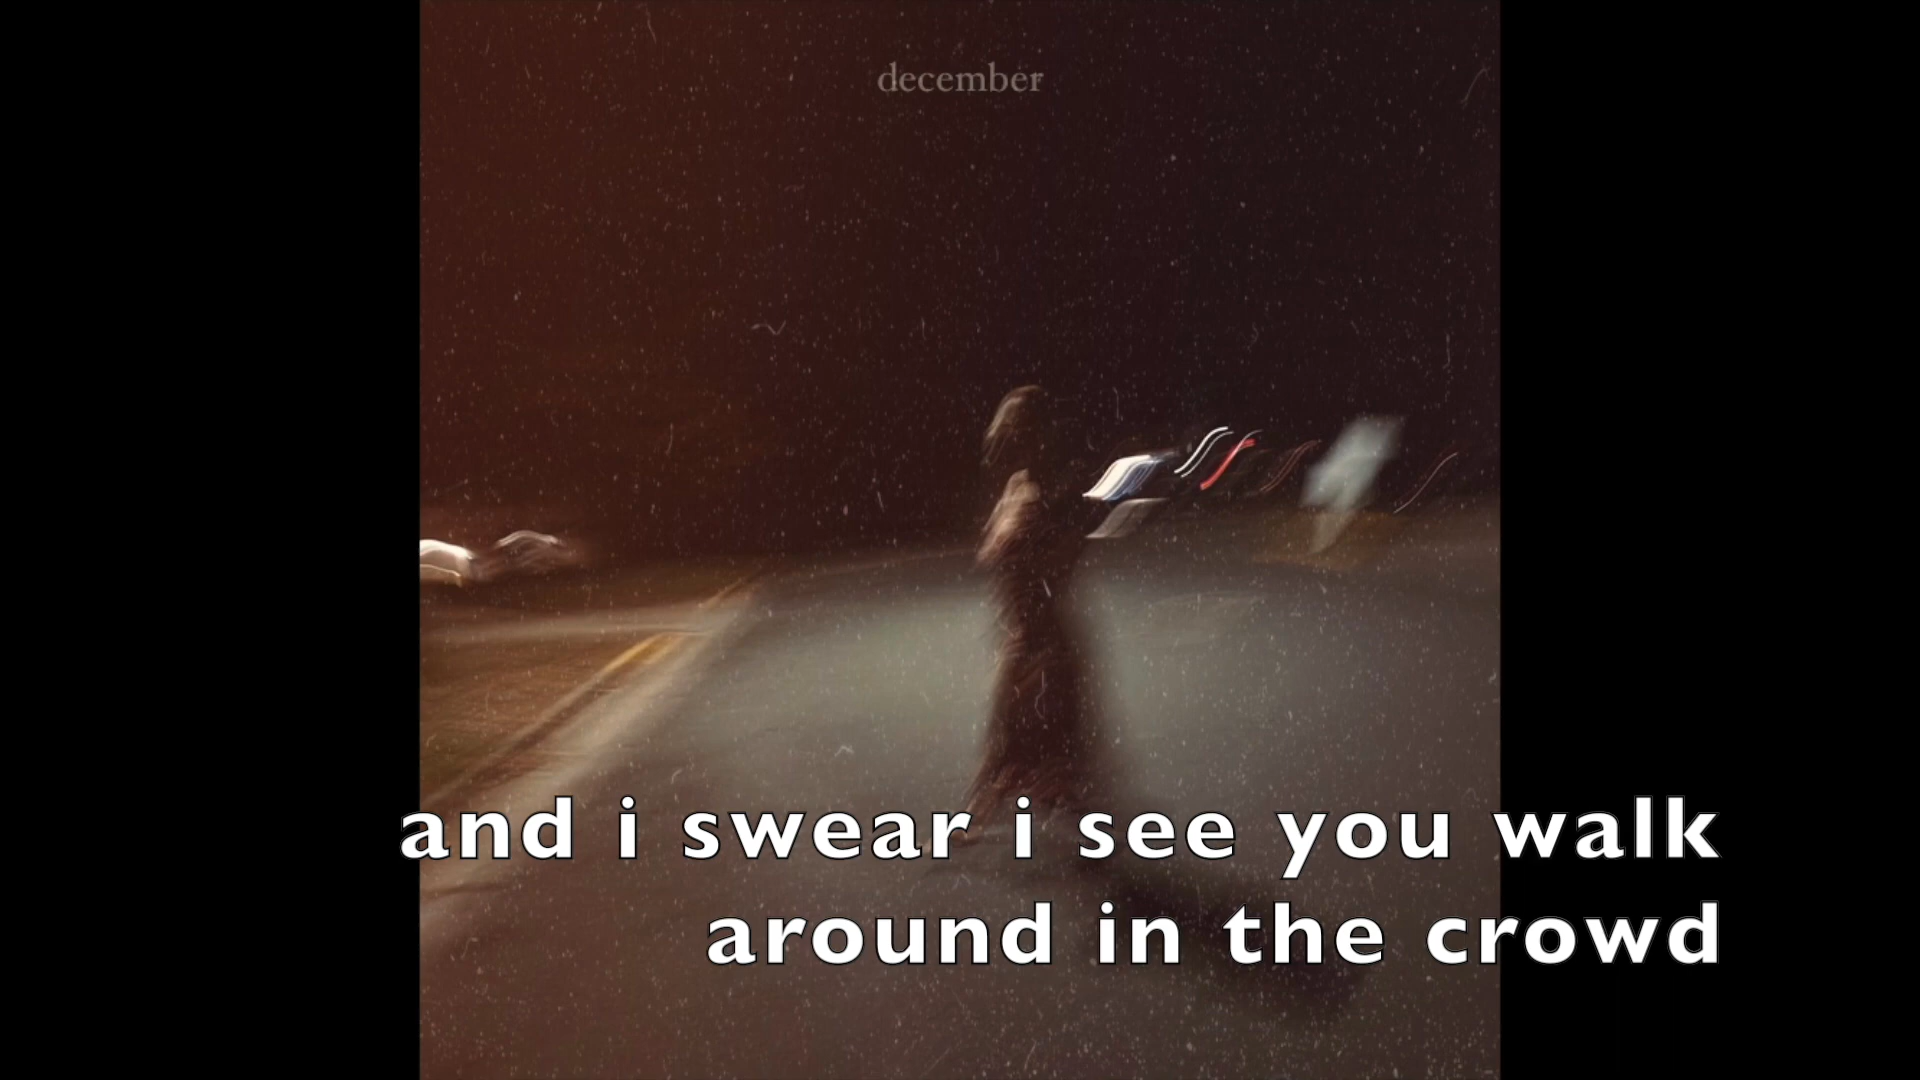 december
and i swear i see you walk
around in the crowd